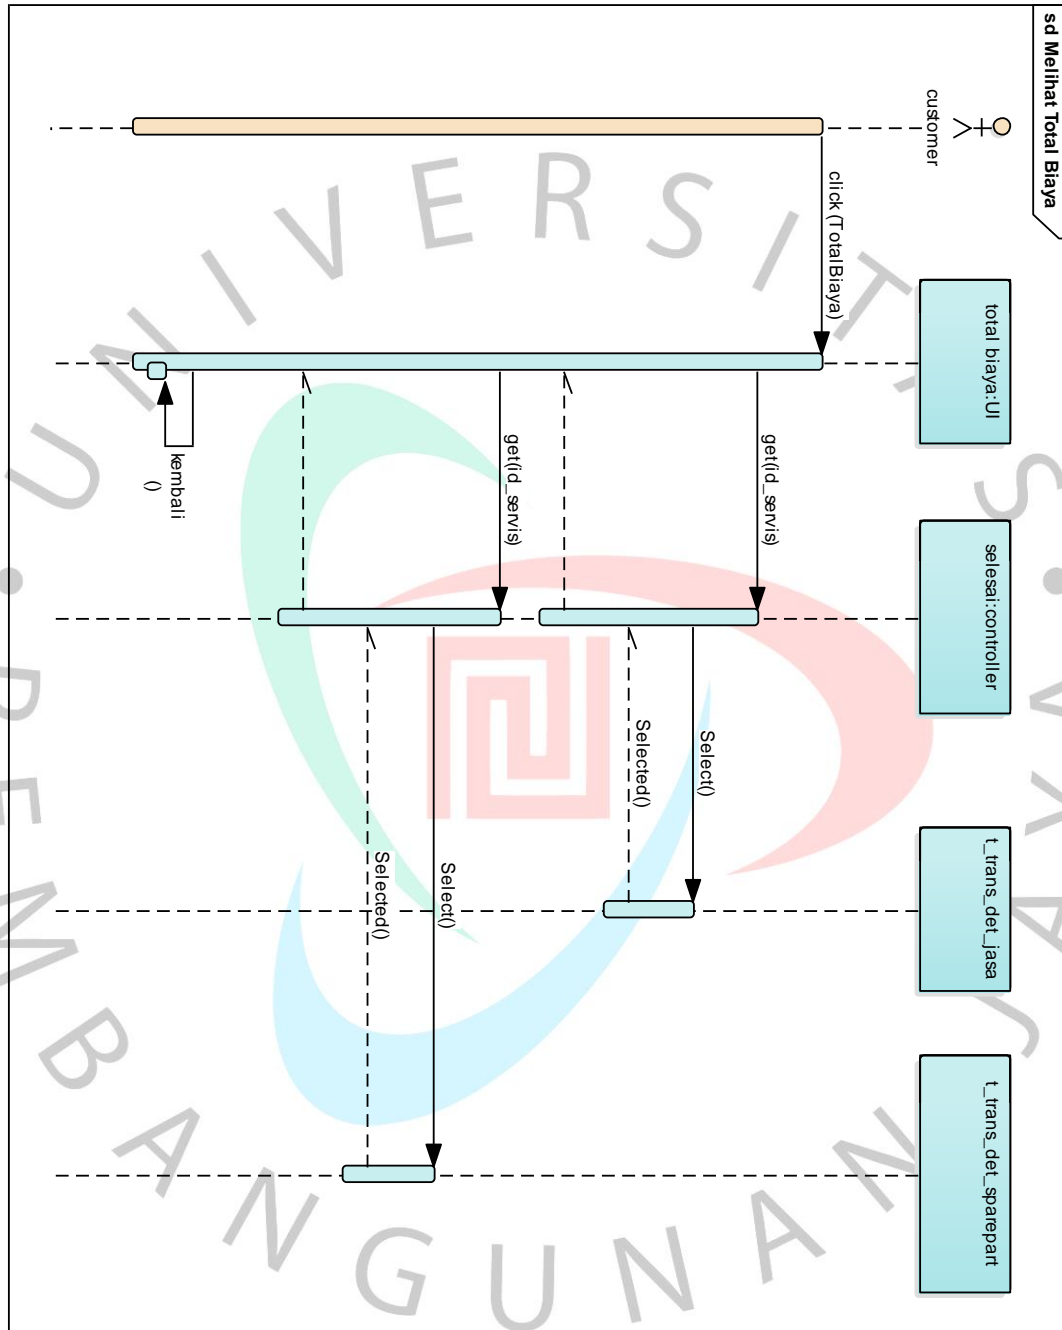 sd Melihat Total Biaya
customer
total biaya:UI
selesai:controller
t_trans_det_jasa
t_trans_det_sparepart
click(TotalBiaya)
get(id_servis)
Select()
Selected()
get(id_servis)
Select()
Selected()
kembali
()
UNIVERSITAS
PEMBANGUNAN JAYA